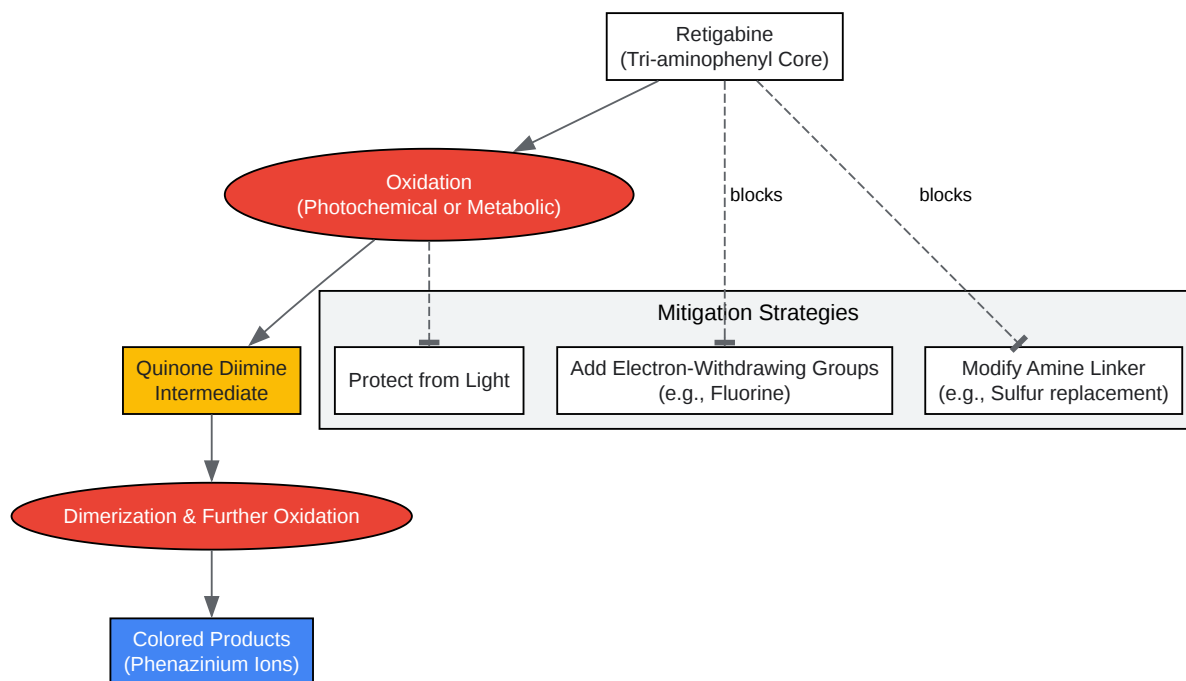 Retigabine
(Tri-aminophenyl Core)
Oxidation
(Photochemical or Metabolic)
blocks
blocks
Mitigation Strategies
Quinone Diimine
Intermediate
Protect from Light
Add Electron-Withdrawing Groups
(e.g., Fluorine)
Modify Amine Linker
(e.g., Sulfur replacement)
Dimerization & Further Oxidation
Colored Products
(Phenazinium Ions)